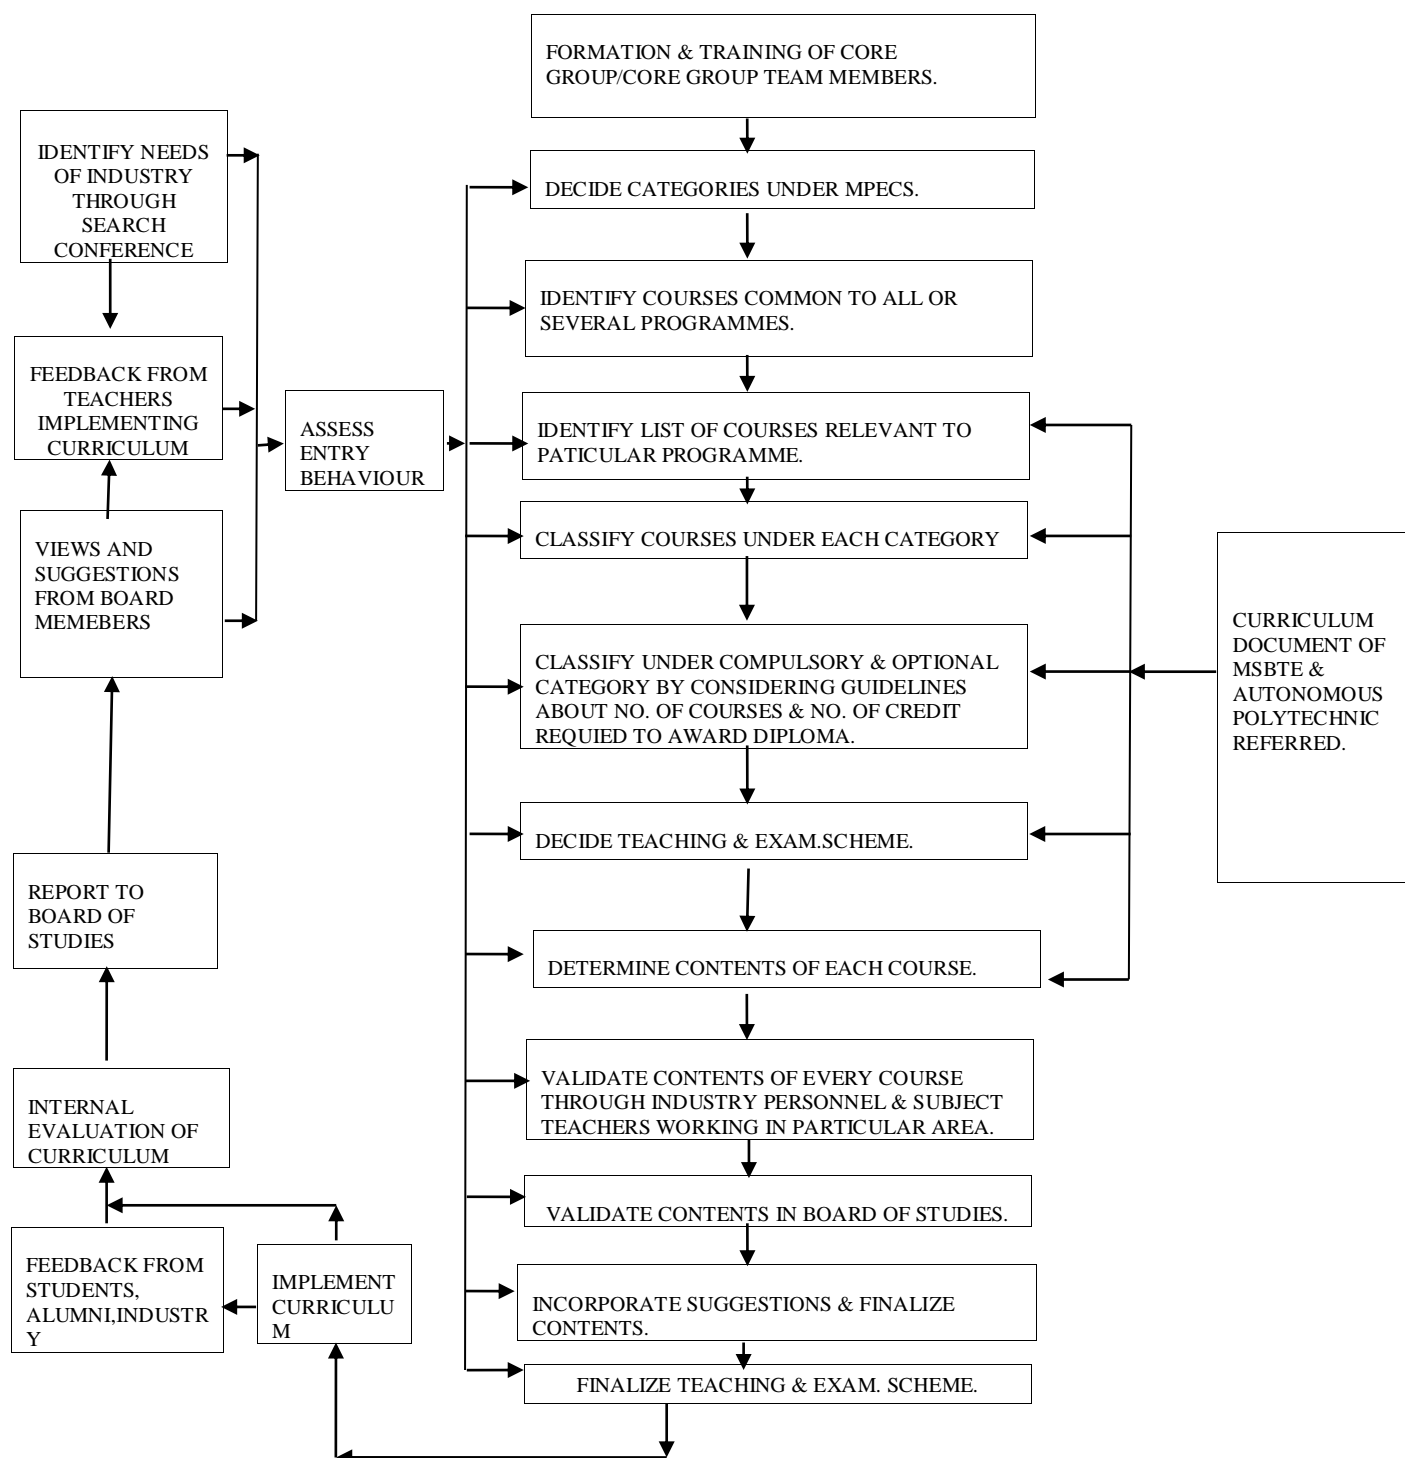 FORMATION & TRAINING OF CORE
GROUP/CORE GROUP TEAM MEMBERS.
IDENTIFY NEEDS
OF INDUSTRY
THROUGH
SEARCH
CONFERENCE
DECIDE CATEGORIES UNDER MPECS.
IDENTIFY COURSES COMMON TO ALL OR
SEVERAL PROGRAMMES.
FEEDBACK FROM
TEACHERS
IMPLEMENTING
CURRICULUM
ASSESS
ENTRY
BEHAVIOUR
IDENTIFY LIST OF COURSES RELEVANT TO
PATICULAR PROGRAMME.
CLASSIFY COURSES UNDER EACH CATEGORY
VIEWS AND
SUGGESTIONS
FROM BOARD
MEMEBERS
CURRICULUM
DOCUMENT OF
MSBTE &
AUTONOMOUS
POLYTECHNIC
REFERRED.
CLASSIFY UNDER COMPULSORY & OPTIONAL
CATEGORY BY CONSIDERING GUIDELINES
ABOUT NO. OF COURSES & NO. OF CREDIT
REQUIED TO AWARD DIPLOMA.
DECIDE TEACHING & EXAM.SCHEME.
REPORT TO
BOARD OF
STUDIES
DETERMINE CONTENTS OF EACH COURSE.
VALIDATE CONTENTS OF EVERY COURSE
THROUGH INDUSTRY PERSONNEL & SUBJECT
TEACHERS WORKING IN PARTICULAR AREA.
INTERNAL
EVALUATION OF
CURRICULUM
VALIDATE CONTENTS IN BOARD OF STUDIES.
FEEDBACK FROM
STUDENTS,
ALUMNI,INDUSTR
Y
IMPLEMENT
CURRICULU
M
INCORPORATE SUGGESTIONS & FINALIZE
CONTENTS.
FINALIZE TEACHING & EXAM. SCHEME.